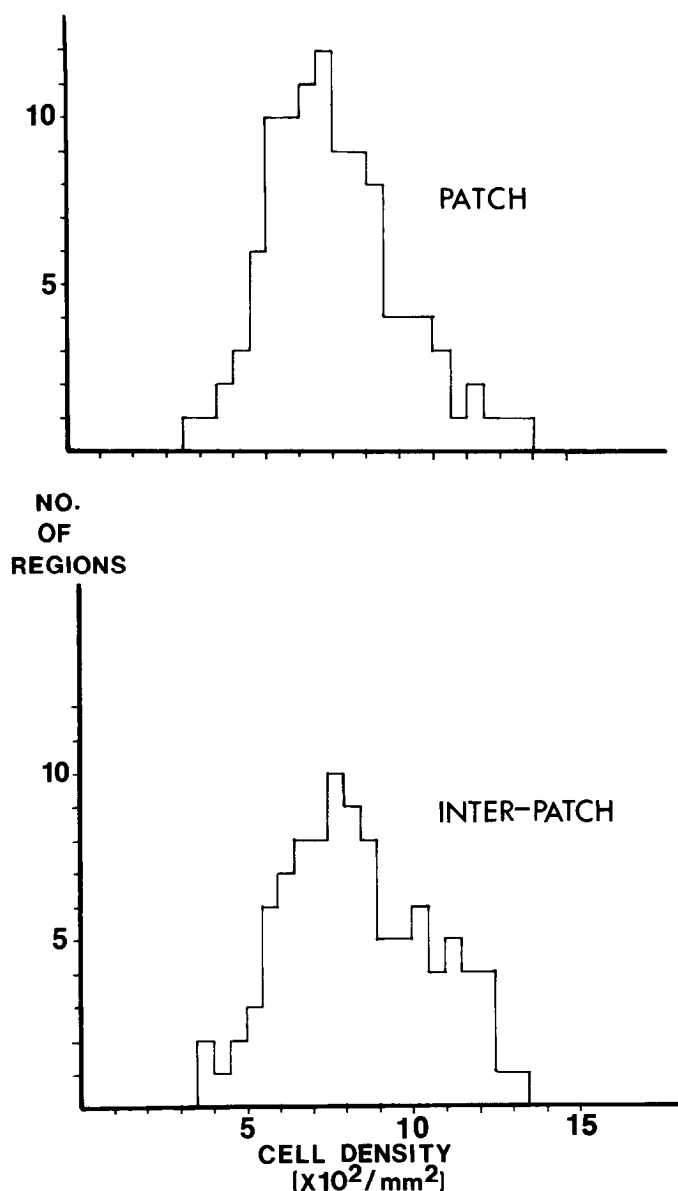 10
PATCH
5
NO.
OF
REGIONS
10
INTER-PATCH
5
5 10 15
CELL DENSITY
[X10²/mm²]